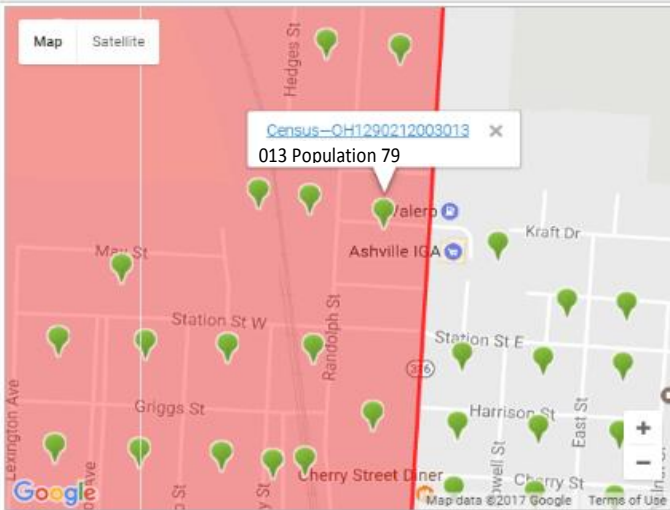 Map
Satellite
Hedges St
Census—OH1290212003013
013 Population 79
Valero
Kraft Dr
May St
Ashville IGA
Station St W
Randolph St
Station St E
316
Lexington Ave
Griggs St
Harrison St
East St
+
−
Ave
Cherry Street Diner
Cherry St
Google
Map data ©2017 Google
Terms of Use